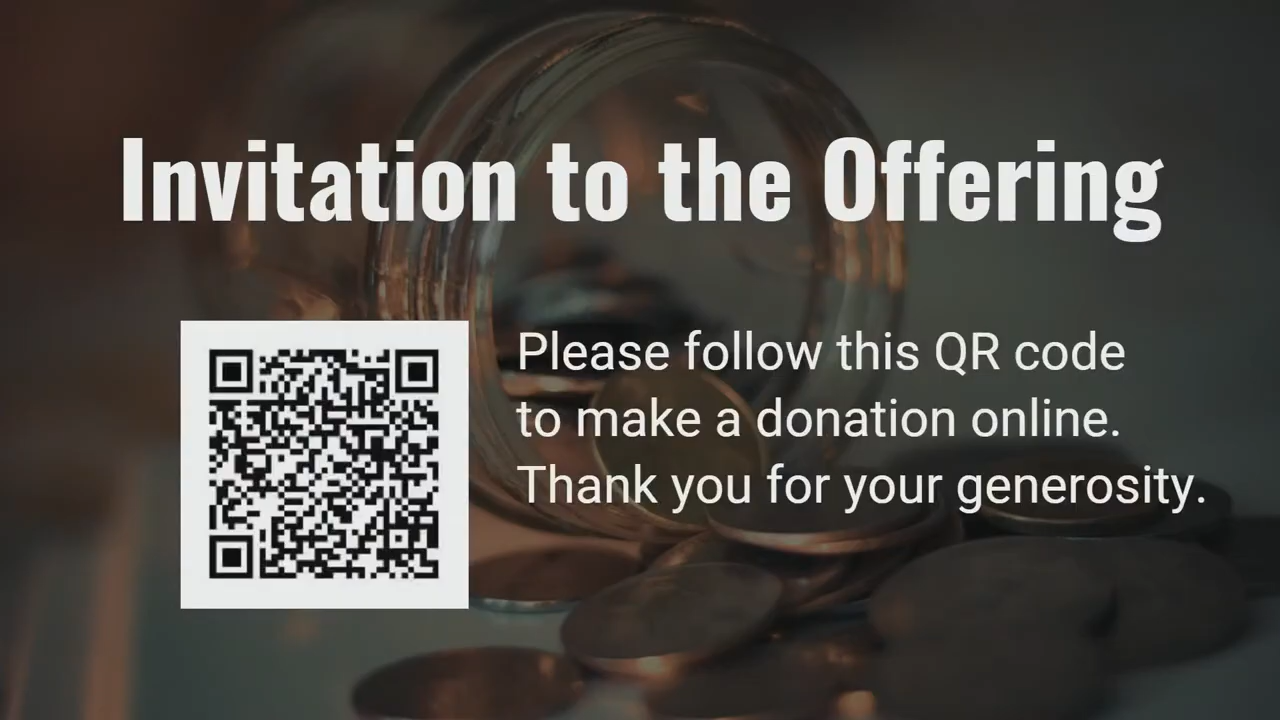 Invitation to the Offering
Please follow this QR code
to make a donation online.
Thank you for your generosity.